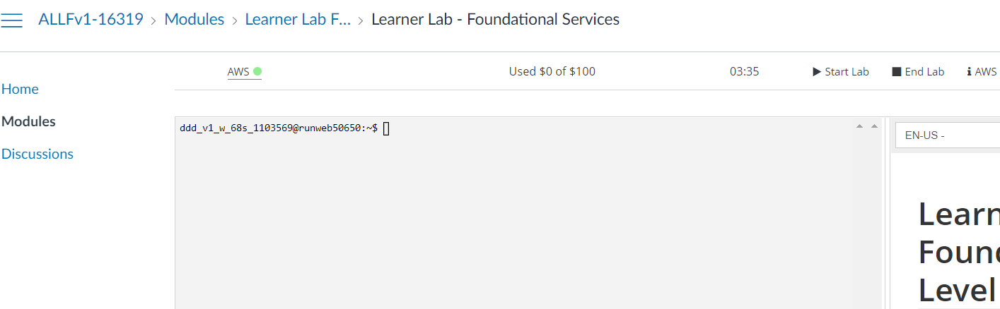 ALLFv1-16319 > Modules > Learner Lab F... > Learner Lab - Foundational Services
AWS Used $0 of $100 03:35 Start Lab End Lab AWS
Home
Modules
Discussions
ddd_v1_w_68s_1103569@runweb50650:~$
EN-US -
Learn
Found
Level